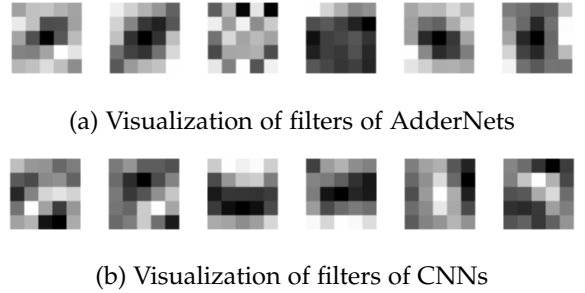 (a) Visualization of filters of AdderNets
(b) Visualization of filters of CNNs